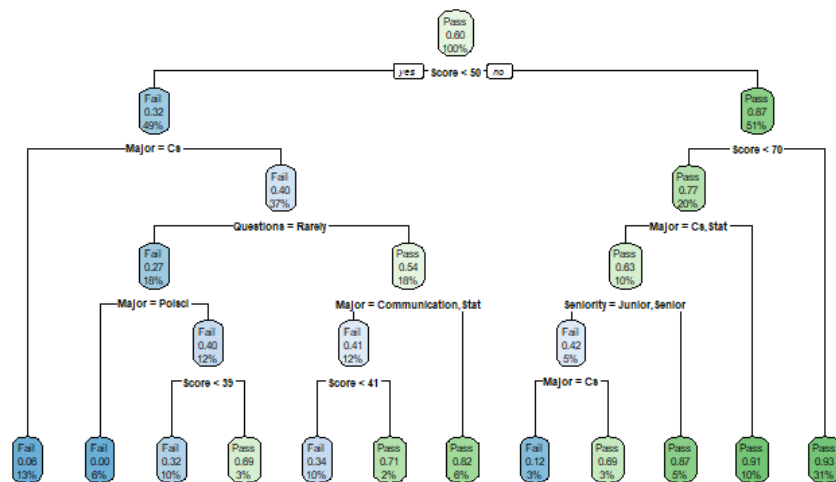 Pass
0.60
100%
yes Score < 50 no
Fail
0.32
49%
Pass
0.87
51%
Major = Cs
Score < 70
Fail
0.40
37%
Pass
0.77
20%
Questions = Rarely
Major = Cs,Stat
Fail
0.27
18%
Pass
0.54
18%
Pass
0.63
10%
Major = Polsci
Major = Communication,Stat
Seniority = Junior,Senior
Fail
0.40
12%
Fail
0.41
12%
Fail
0.42
5%
Score < 39
Score < 41
Major = Cs
Fail
0.06
13%
Fail
0.00
6%
Fail
0.32
10%
Pass
0.69
3%
Fail
0.34
10%
Pass
0.71
2%
Pass
0.82
6%
Fail
0.12
3%
Pass
0.69
3%
Pass
0.87
5%
Pass
0.91
10%
Pass
0.93
31%